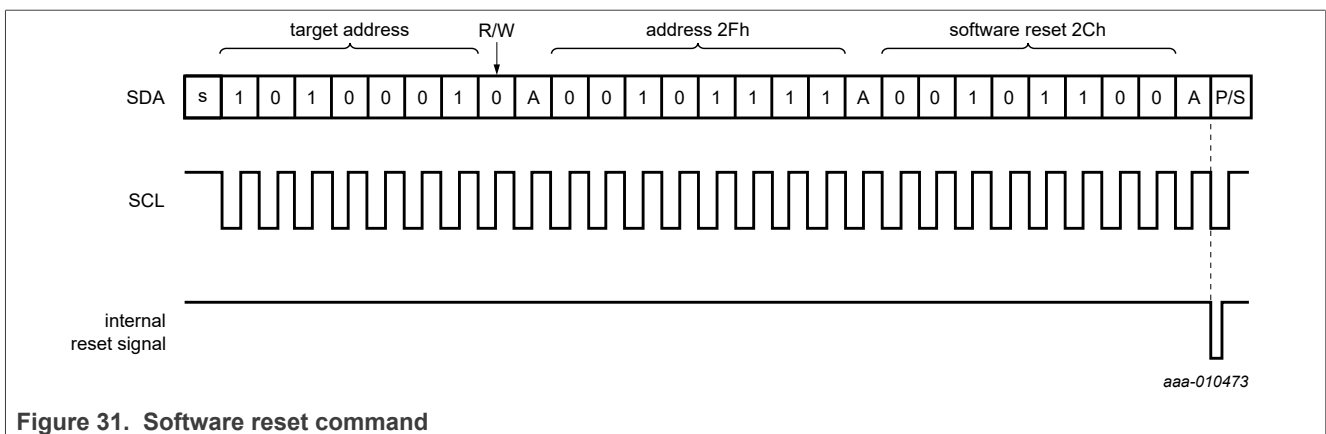 target address R/W address 2Fh software reset 2Ch
SDA s 1 0 1 0 0 0 1 0 A 0 0 1 0 1 1 1 1 A 0 0 1 0 1 1 0 0 A P/S
SCL
internal
reset signal
aaa-010473
Figure 31. Software reset command